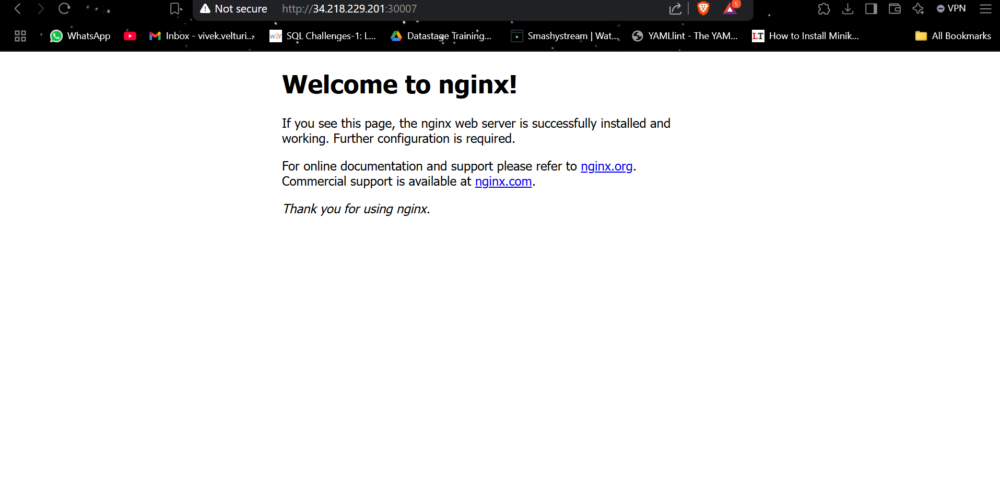 Not secure http://34.218.229.201:30007 5 VPN
WhatsApp Inbox - vivek.velturi... w3r SQL Challenges-1: L... Datastage Training... Smashystream | Wat... YAMLlint - The YAM... LT How to Install Minik... All Bookmarks
Welcome to nginx!
If you see this page, the nginx web server is successfully installed and
working. Further configuration is required.
For online documentation and support please refer to nginx.org.
Commercial support is available at nginx.com.
Thank you for using nginx.